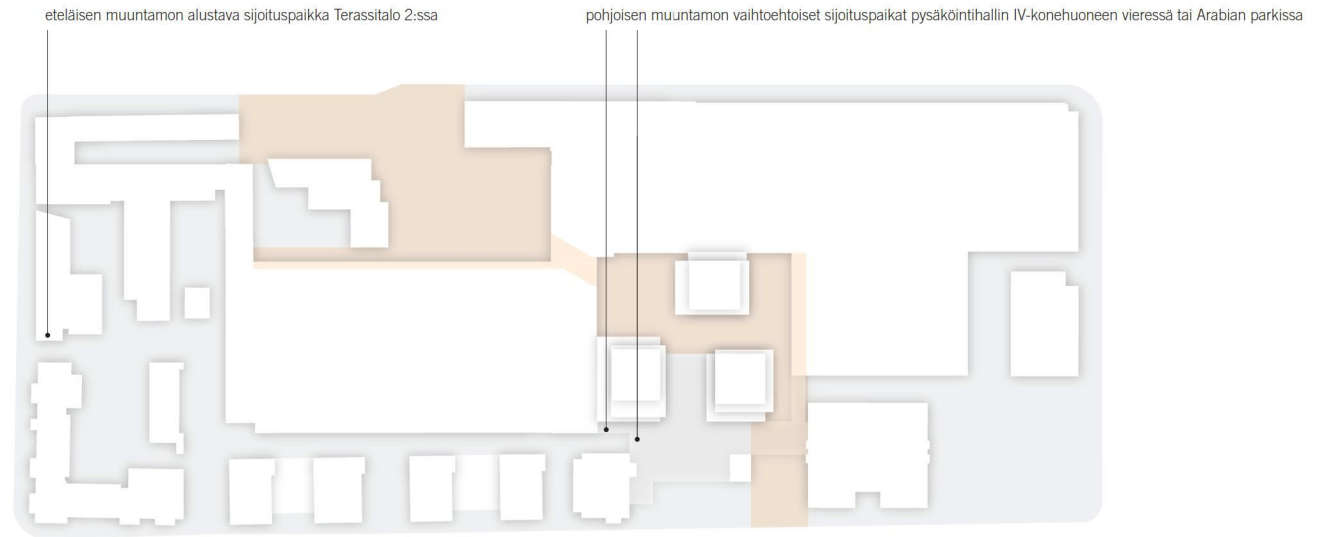 eteläisen muuntamon alustava sijoituspaikka Terassitalo 2:ssa
pohjoisen muuntamon vaihtoehtoiset sijoituspaikat pysäköintihallin IV-konehuoneen vieressä tai Arabian parkissa